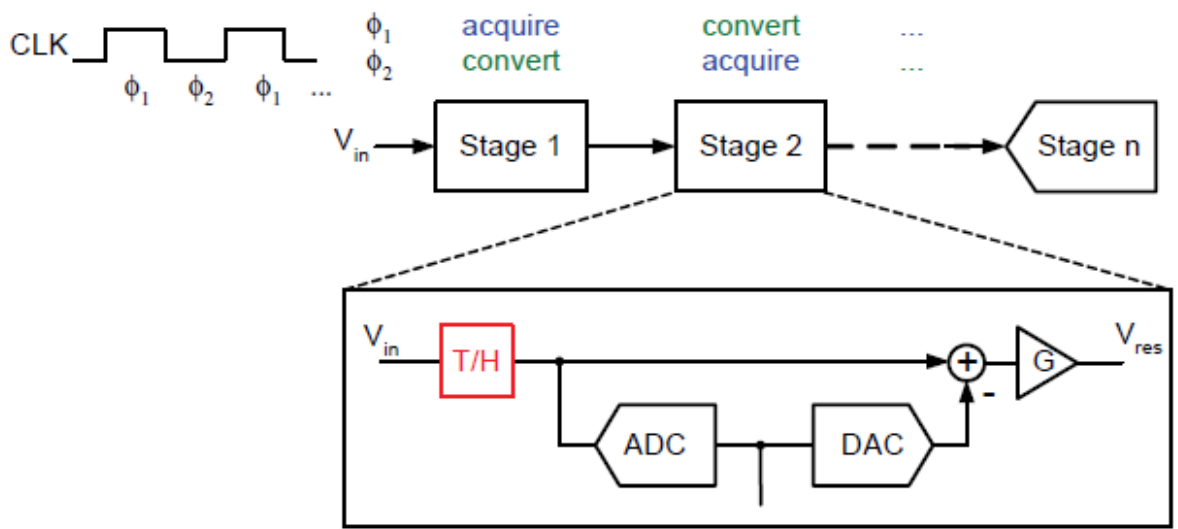 ϕ1 acquire convert ...
CLK
ϕ2 convert acquire ...
ϕ1 ϕ2 ϕ1 ...
Vin Stage 1 Stage 2 Stage n
Vin T/H + G Vres
-
ADC DAC